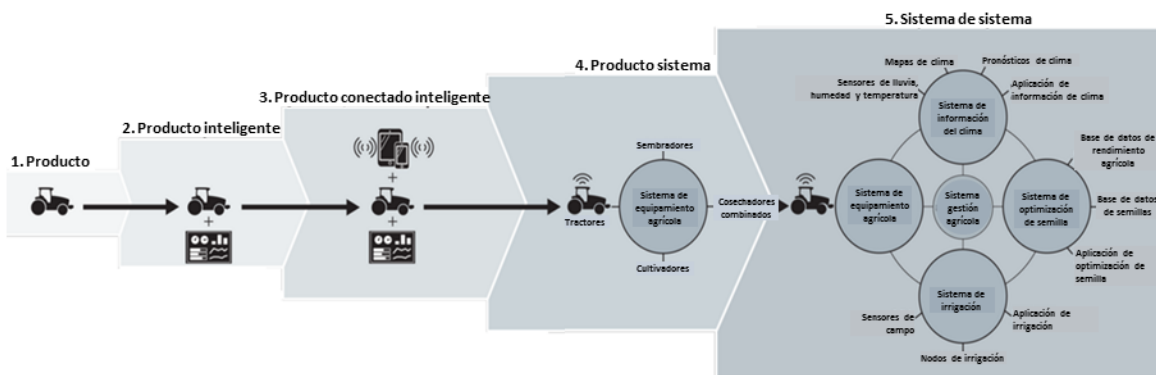 1. Producto
2. Producto inteligente
+
3. Producto conectado inteligente
+
+
4. Producto sistema
Sembradores
Tractores
Sistema de
equipamiento
agrícola
Cosechadores
combinados
Cultivadores
5. Sistema de sistema
Mapas de clima
Pronósticos de clima
Sensores de lluvia,
humedad y temperatura
Sistema de
información
del clima
Aplicación de
información de clima
Sistema de
equipamiento
agrícola
Sistema
gestión
agrícola
Sistema de
optimización
de semilla
Base de datos de
rendimiento
agrícola
Base de datos
de semillas
Aplicación de
optimización de
semilla
Sistema de
irrigación
Sensores de
campo
Aplicación de
irrigación
Nodos de irrigación